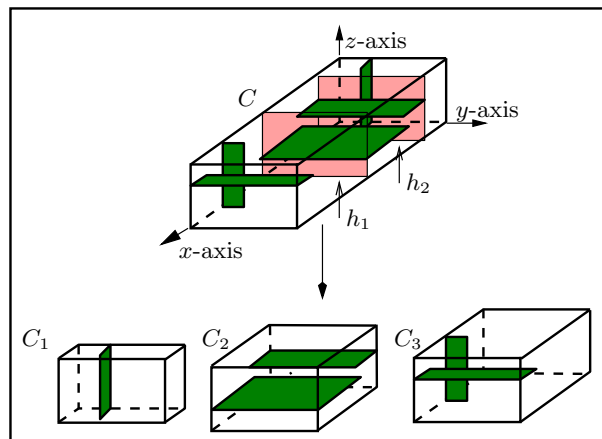 z-axis
C
y-axis
h₂
h₁
x-axis
C₁
C₂
C₃